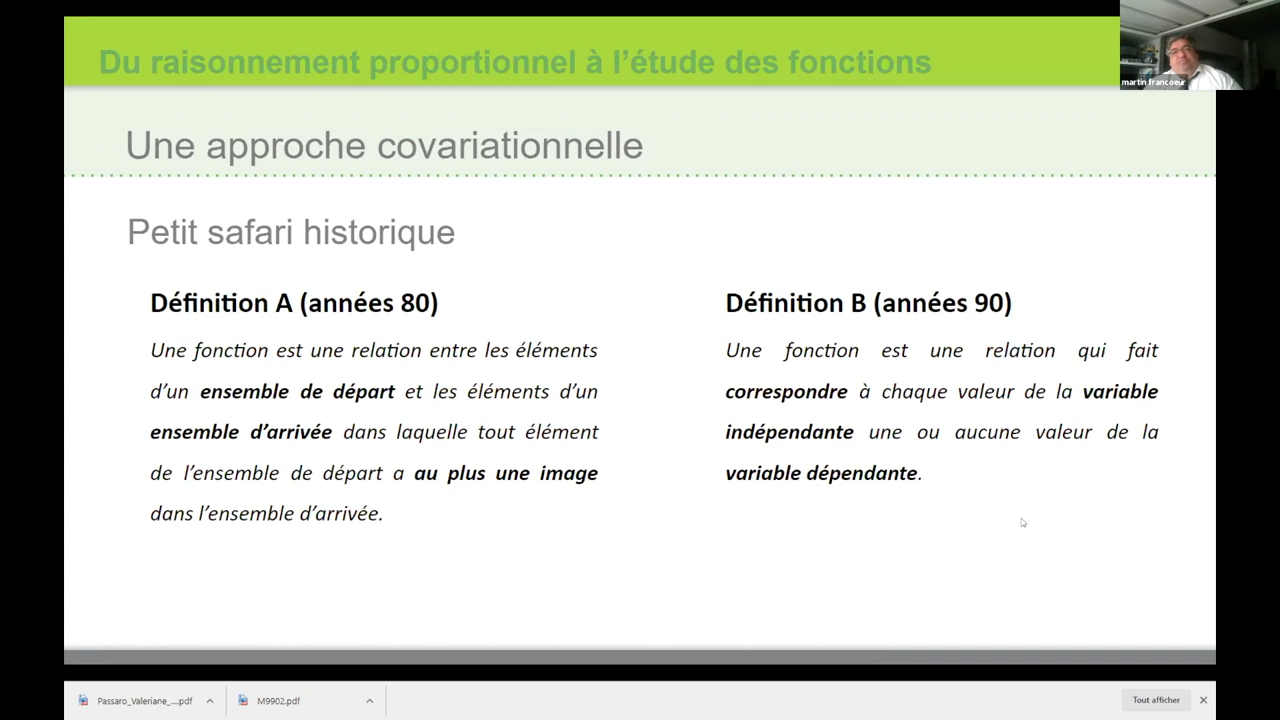 Du raisonnement proportionnel à l'étude des fonctions
martin francoeur
Une approche covariationnelle
Petit safari historique
Définition A (années 80)
Une fonction est une relation entre les éléments
d'un ensemble de départ et les éléments d'un
ensemble d'arrivée dans laquelle tout élément
de l'ensemble de départ a au plus une image
dans l'ensemble d'arrivée.
Définition B (années 90)
Une fonction est une relation qui fait
correspondre à chaque valeur de la variable
indépendante une ou aucune valeur de la
variable dépendante.
Passaro_Valeriane_....pdf
M9902.pdf
Tout afficher